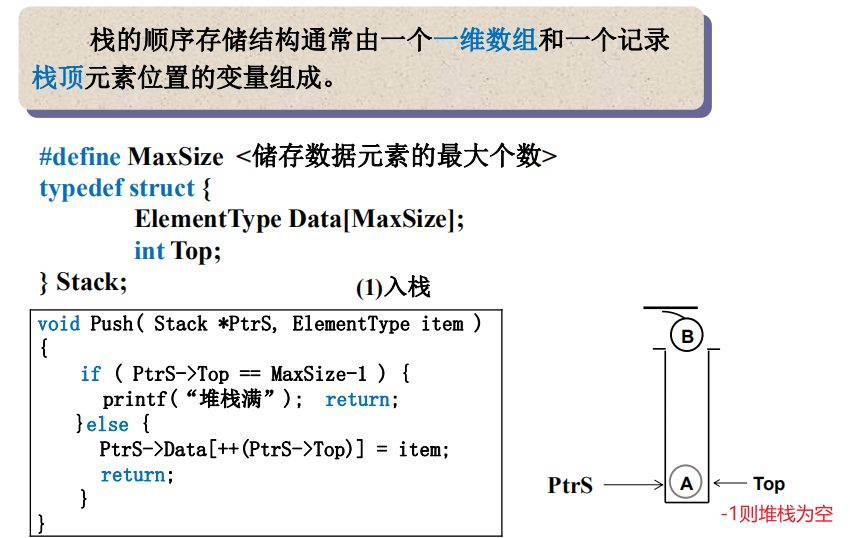 栈的顺序存储结构通常由一个一维数组和一个记录
栈顶元素位置的变量组成。
#define MaxSize <储存数据元素的最大个数>
typedef struct {
ElementType Data[MaxSize];
int Top;
} Stack;
(1)入栈
void Push( Stack *PtrS, ElementType item )
{
if ( PtrS->Top == MaxSize-1 ) {
printf(“堆栈满”); return;
}else {
PtrS->Data[++(PtrS->Top)] = item;
return;
}
}
B
PtrS
A
Top
-1则堆栈为空